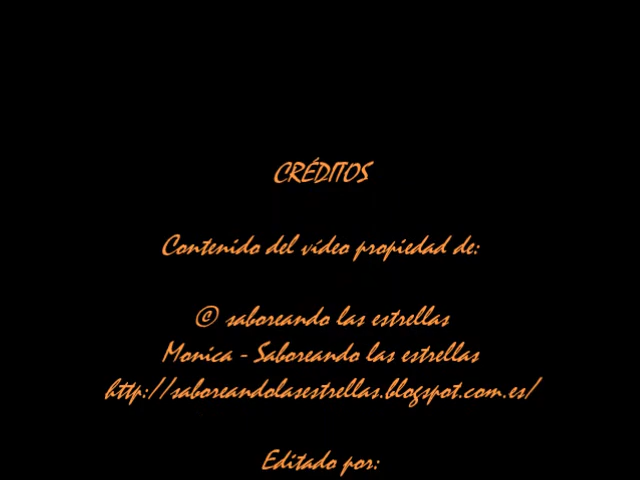 CRÉDITOS
Contenido del vídeo propiedad de:
© saboreando las estrellas
Monica - Saboreando las estrellas
http://saboreandolasestrellas.blogspot.com.es/
Editado por: